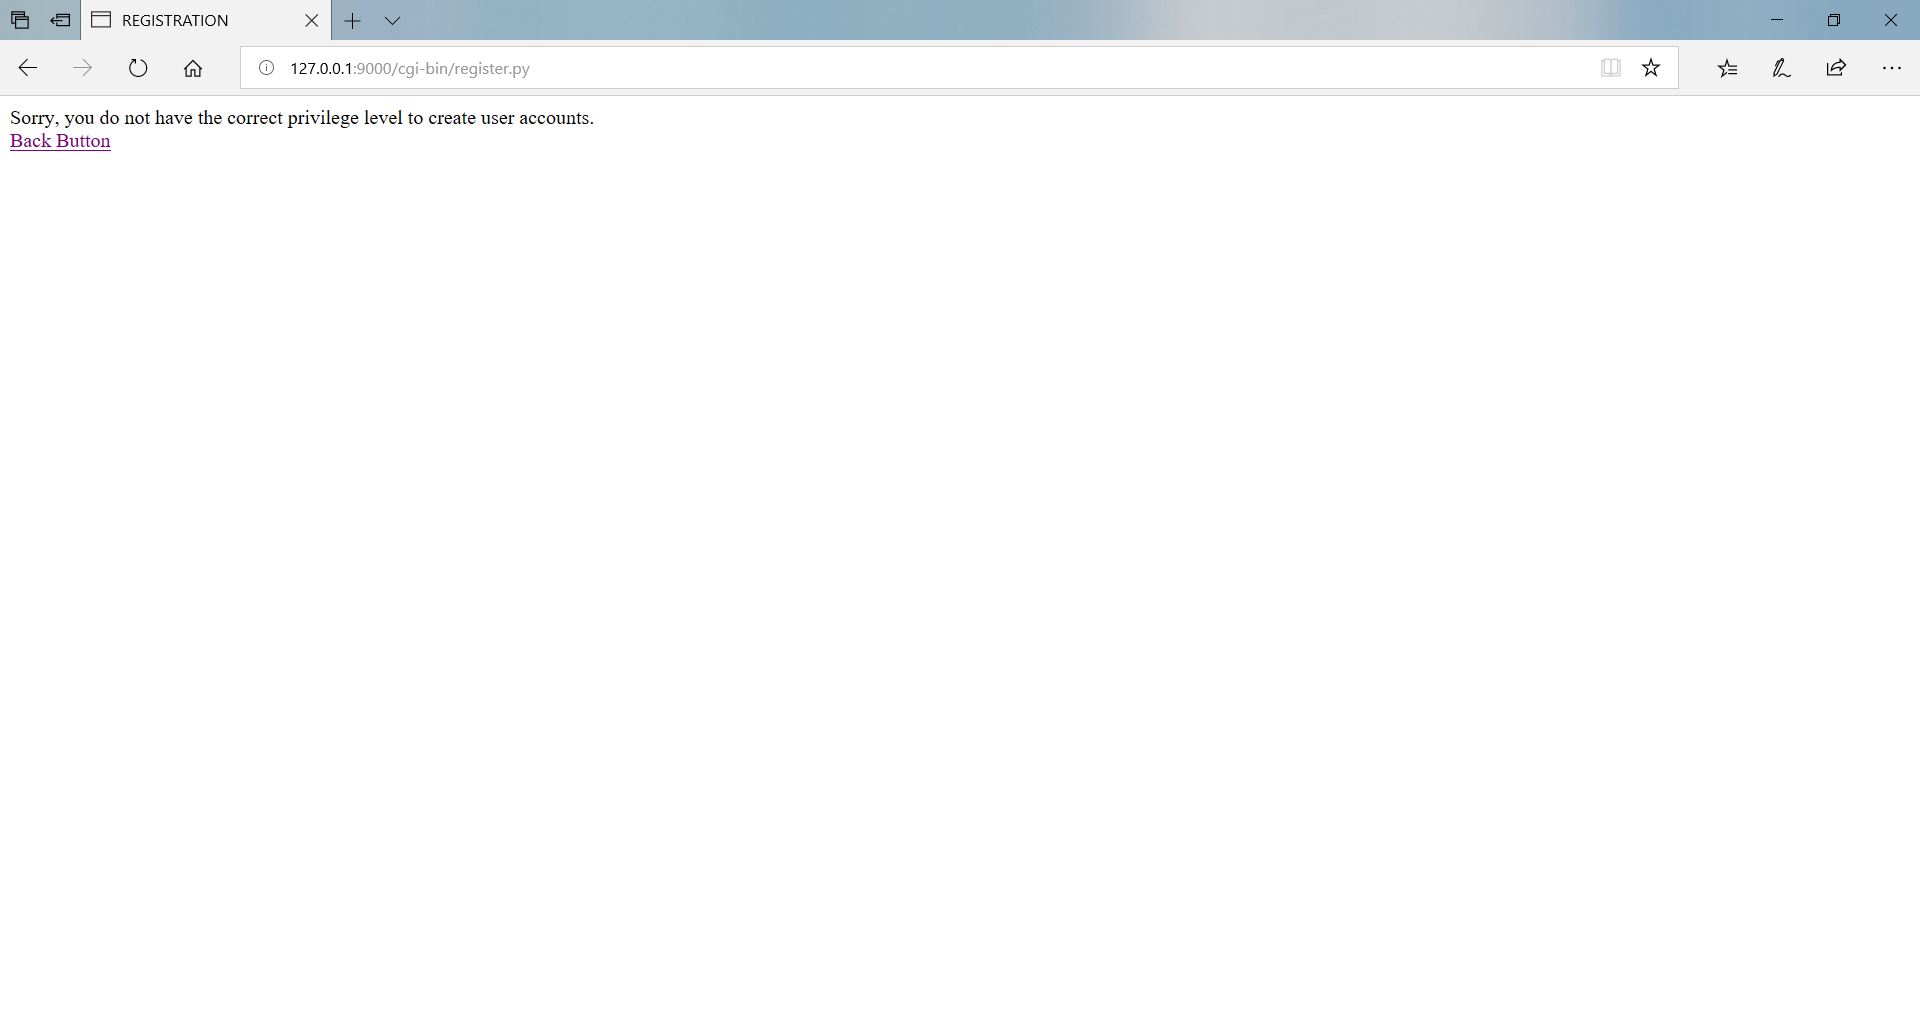 REGISTRATION
127.0.0.1:9000/cgi-bin/register.py
Sorry, you do not have the correct privilege level to create user accounts.
Back Button